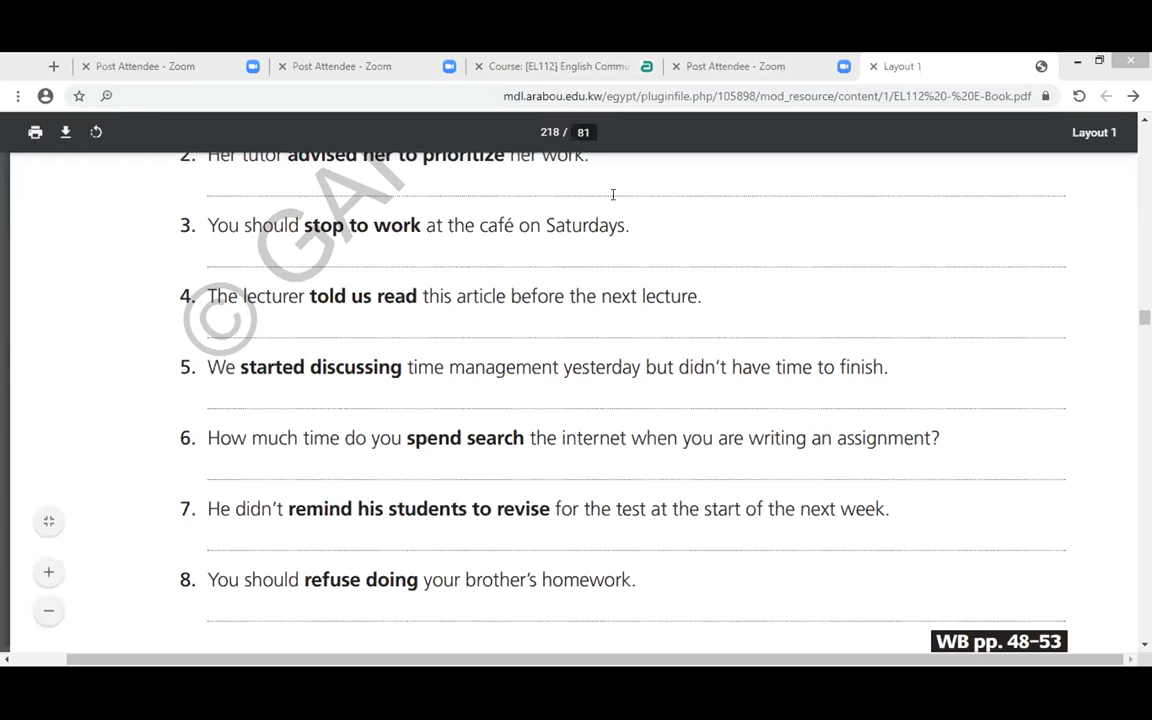 Post Attendee - Zoom
Post Attendee - Zoom
Course: [EL112] English Commu
Post Attendee - Zoom
Layout 1
mdl.arabou.edu.kw/egypt/pluginfile.php/105898/mod_resource/content/1/EL112%20-%20E-Book.pdf
218 / 81
Layout 1
2. Her tutor advised her to prioritize her work.
3. You should stop to work at the café on Saturdays.
4. The lecturer told us read this article before the next lecture.
5. We started discussing time management yesterday but didn't have time to finish.
6. How much time do you spend search the internet when you are writing an assignment?
7. He didn't remind his students to revise for the test at the start of the next week.
8. You should refuse doing your brother's homework.
WB pp. 48–53
© GAR